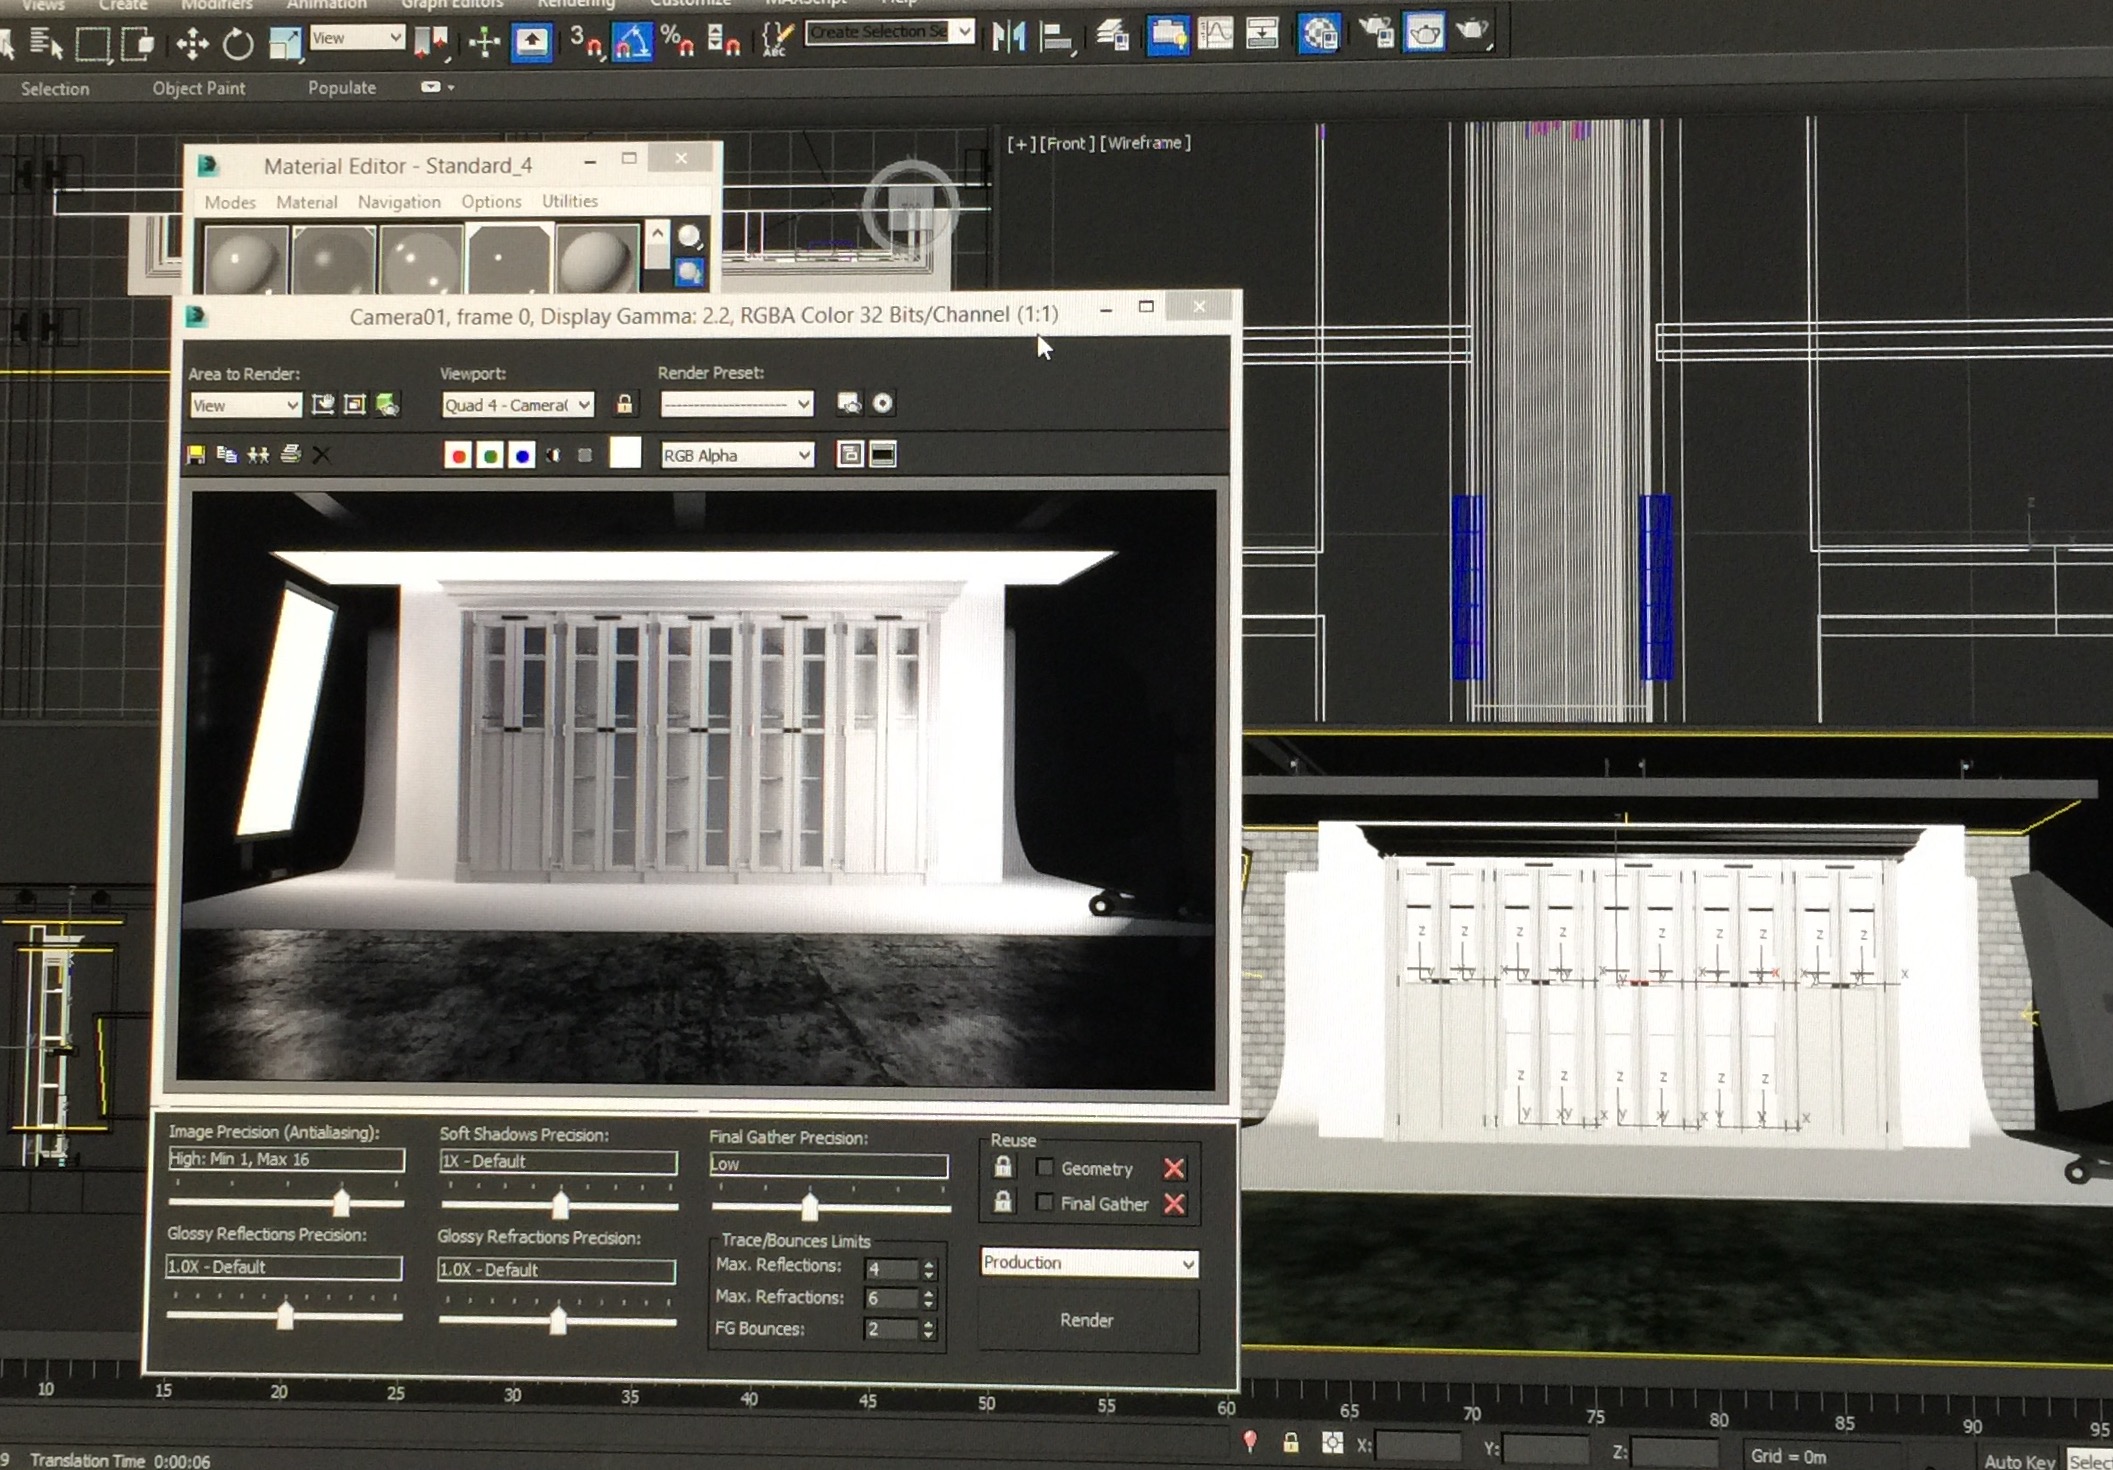 Views Create Modifiers Animation Graph Editors Rendering Customize MAXScript Help
View
3
%
ABC
Create Selection Se
Selection Object Paint Populate
[+][Front][Wireframe]
Material Editor - Standard_4
Modes Material Navigation Options Utilities
Camera01, frame 0, Display Gamma: 2.2, RGBA Color 32 Bits/Channel (1:1)
Area to Render: Viewport: Render Preset:
View Quad 4 - Camera(
RGB Alpha
Image Precision (Antialiasing): Soft Shadows Precision: Final Gather Precision: Reuse
High: Min 1, Max 16 1X - Default Low Geometry
Final Gather
Glossy Reflections Precision: Glossy Refractions Precision: Trace/Bounces Limits
1.0X - Default 1.0X - Default Max. Reflections: 4 Production
Max. Refractions: 6
FG Bounces: 2 Render
10 15 20 25 30 35 40 45 50 55 60 65 70 75 80 85 90 95
X: Y: Z: Grid = 0m Auto Key Select
9 Translation Time 0:00:06